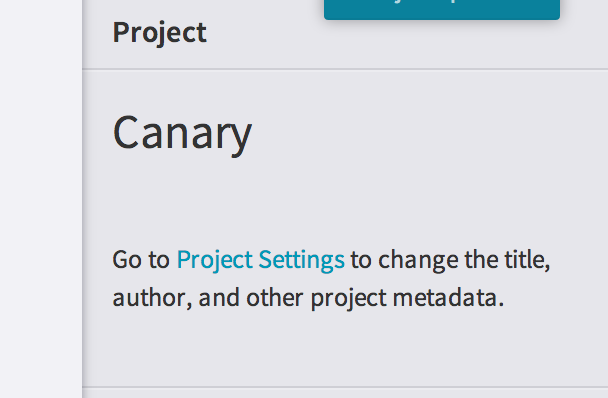 Project
Canary
Go to Project Settings to change the title,
author, and other project metadata.